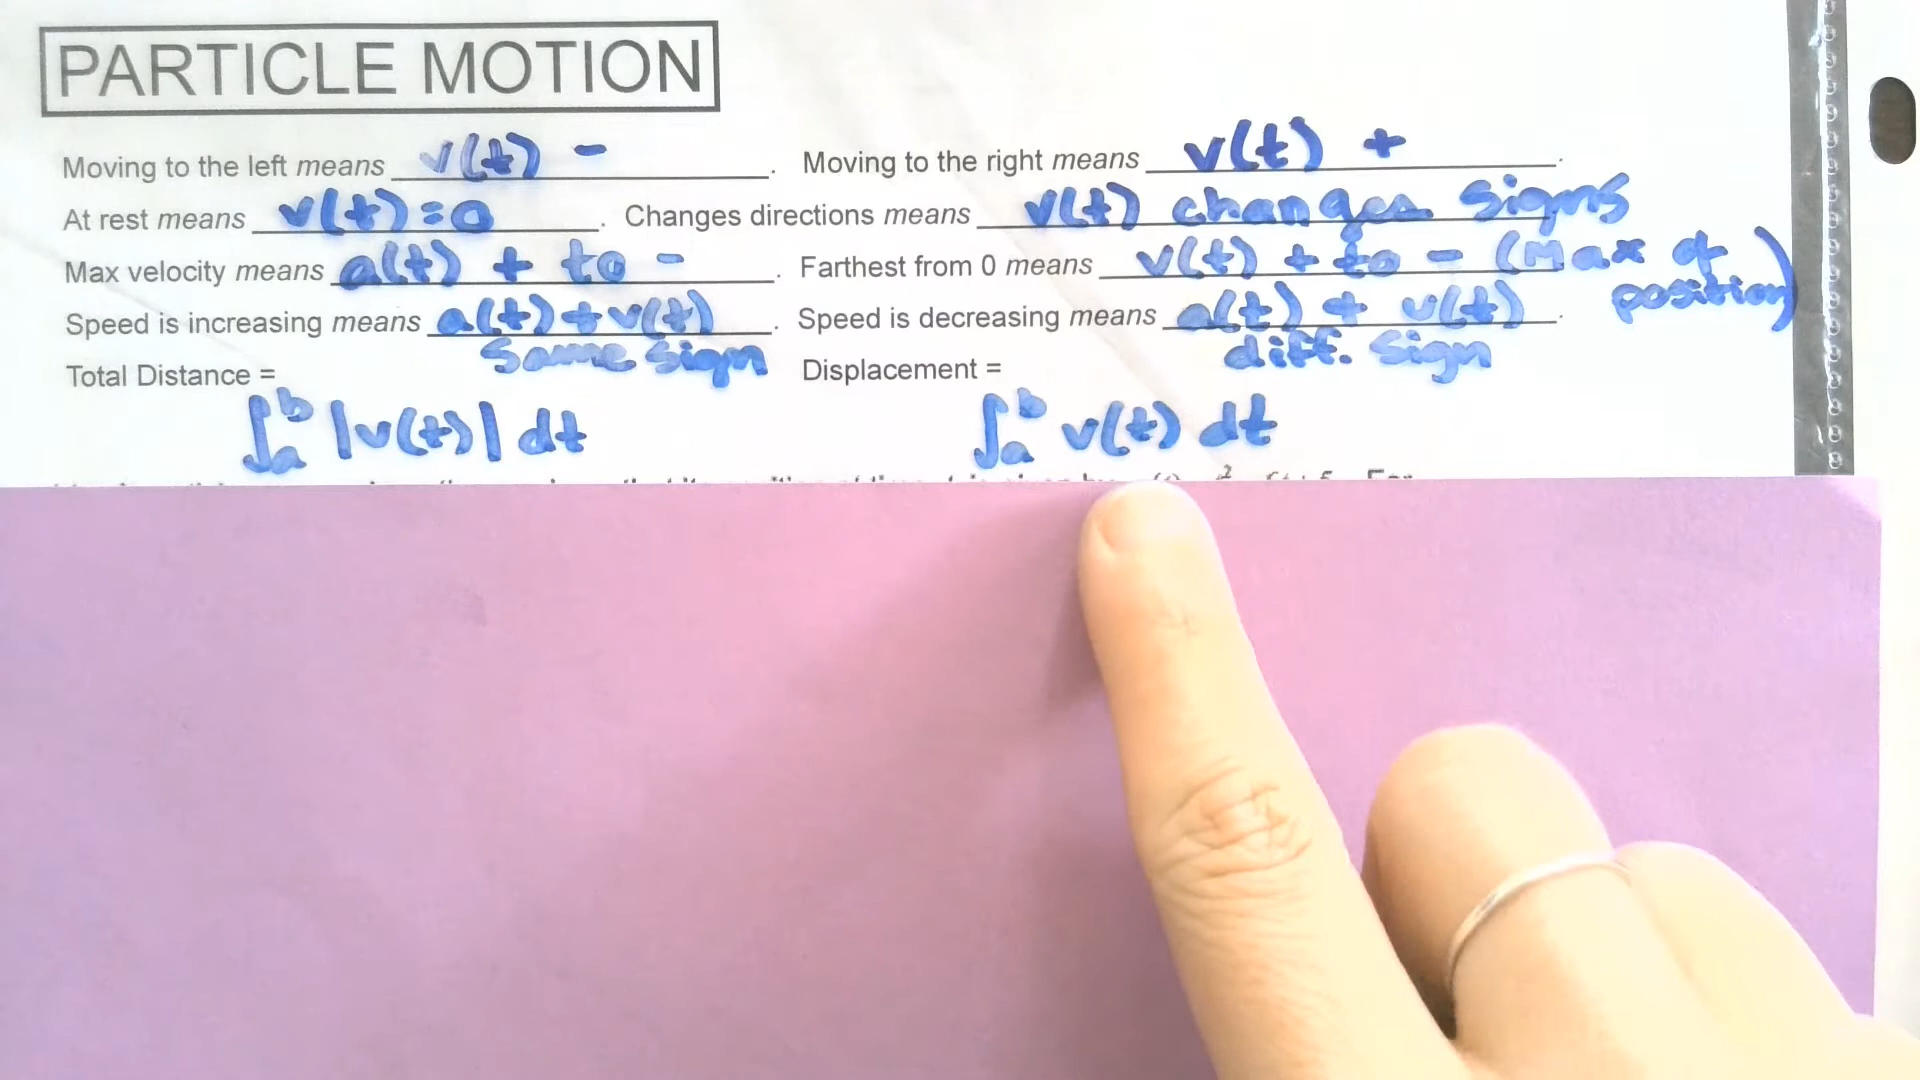 PARTICLE MOTION
Moving to the left means v(t) - . Moving to the right means v(t) + .
At rest means v(t)=0 . Changes directions means v(t) changes signs
Max velocity means a(t) + to - . Farthest from 0 means v(t) + to - (Max of position)
Speed is increasing means a(t) + v(t) same sign . Speed is decreasing means a(t) + v(t) diff. sign .
Total Distance = Displacement =
∫ₐᵇ |v(t)| dt ∫ₐᵇ v(t) dt